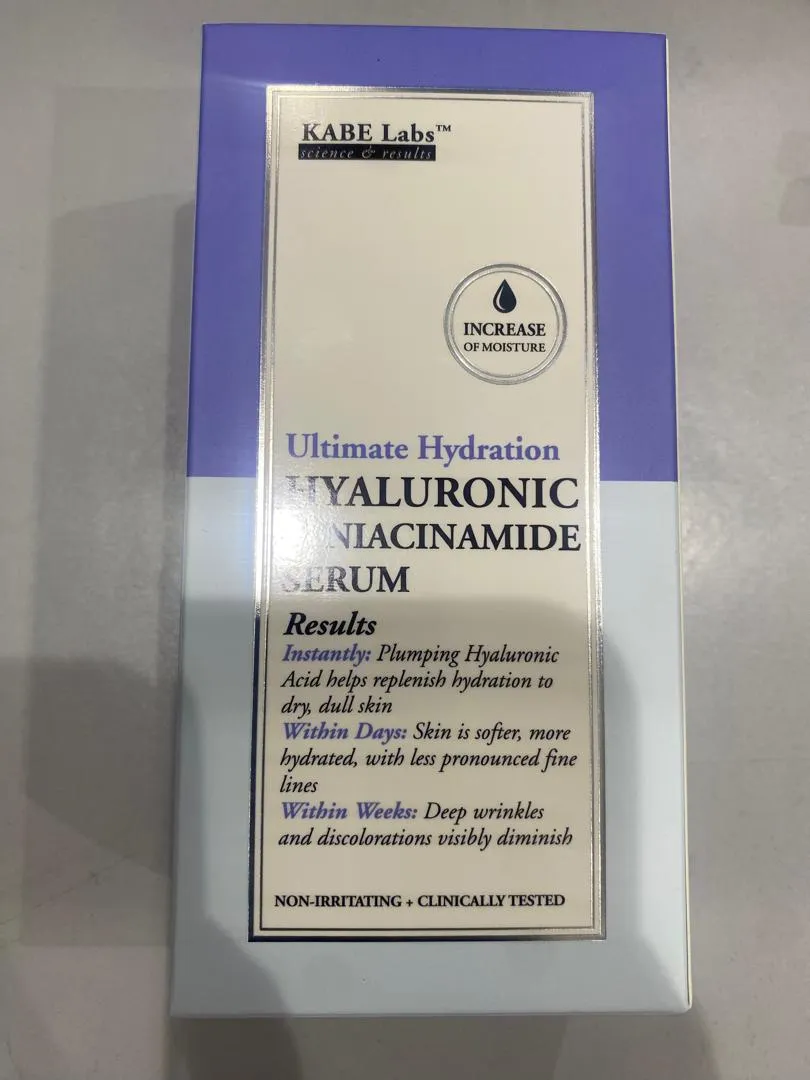 KABE Labs™
science & results
INCREASE
OF MOISTURE
Ultimate Hydration
HYALURONIC
NIACINAMIDE
SERUM
Results
Instantly: Plumping Hyaluronic
Acid helps replenish hydration to
dry, dull skin
Within Days: Skin is softer, more
hydrated, with less pronounced fine
lines
Within Weeks: Deep wrinkles
and discolorations visibly diminish
NON-IRRITATING + CLINICALLY TESTED